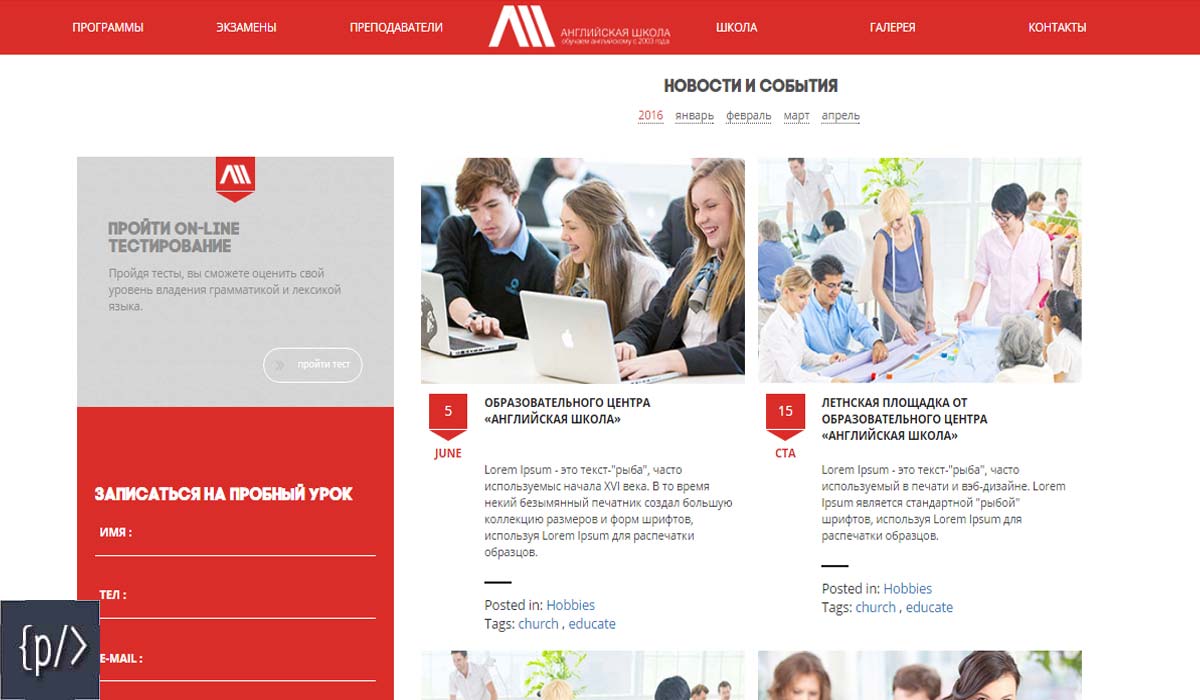 ПРОГРАММЫ
ЭКЗАМЕНЫ
ПРЕПОДАВАТЕЛИ
АНГЛИЙСКАЯ ШКОЛА
обучаем английскому с 2003 года
ШКОЛА
ГАЛЕРЕЯ
КОНТАКТЫ
НОВОСТИ И СОБЫТИЯ
2016 январь февраль март апрель
ПРОЙТИ ON-LINE
ТЕСТИРОВАНИЕ
Пройдя тесты, вы сможете оценить свой
уровень владения грамматикой и лексикой
языка.
пройти тест
ЗАПИСАТЬСЯ НА ПРОБНЫЙ УРОК
ИМЯ :
ТЕЛ :
E-MAIL :
{p/>
5
JUNE
ОБРАЗОВАТЕЛЬНОГО ЦЕНТРА
«АНГЛИЙСКАЯ ШКОЛА»
Lorem Ipsum - это текст-"рыба", часто
используемыс начала XVI века. В то время
некий безымянный печатник создал большую
коллекцию размеров и форм шрифтов,
используя Lorem Ipsum для распечатки
образцов.
Posted in: Hobbies
Tags: church , educate
15
СТА
ЛЕТНСКАЯ ПЛОЩАДКА ОТ
ОБРАЗОВАТЕЛЬНОГО ЦЕНТРА
«АНГЛИЙСКАЯ ШКОЛА»
Lorem Ipsum - это текст-"рыба", часто
используемый в печати и вэб-дизайне. Lorem
Ipsum является стандартной "рыбой"
шрифтов, используя Lorem Ipsum для
распечатки образцов.
Posted in: Hobbies
Tags: church , educate